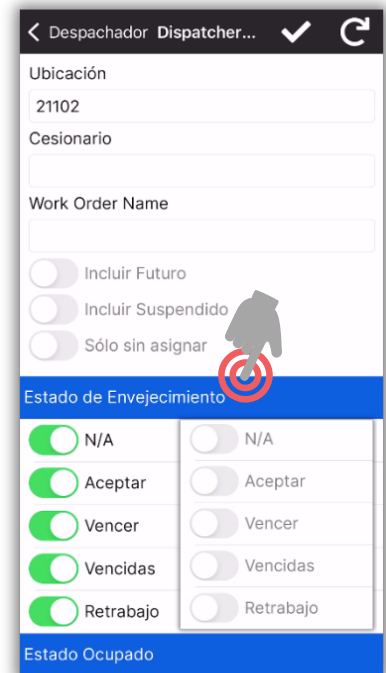 Despachador Dispatcher...
Ubicación
21102
Cesionario
Work Order Name
Incluir Futuro
Incluir Suspendido
Sólo sin asignar
Estado de Envejecimiento
N/A N/A
Aceptar Aceptar
Vencer Vencer
Vencidas Vencidas
Retrabajo Retrabajo
Estado Ocupado